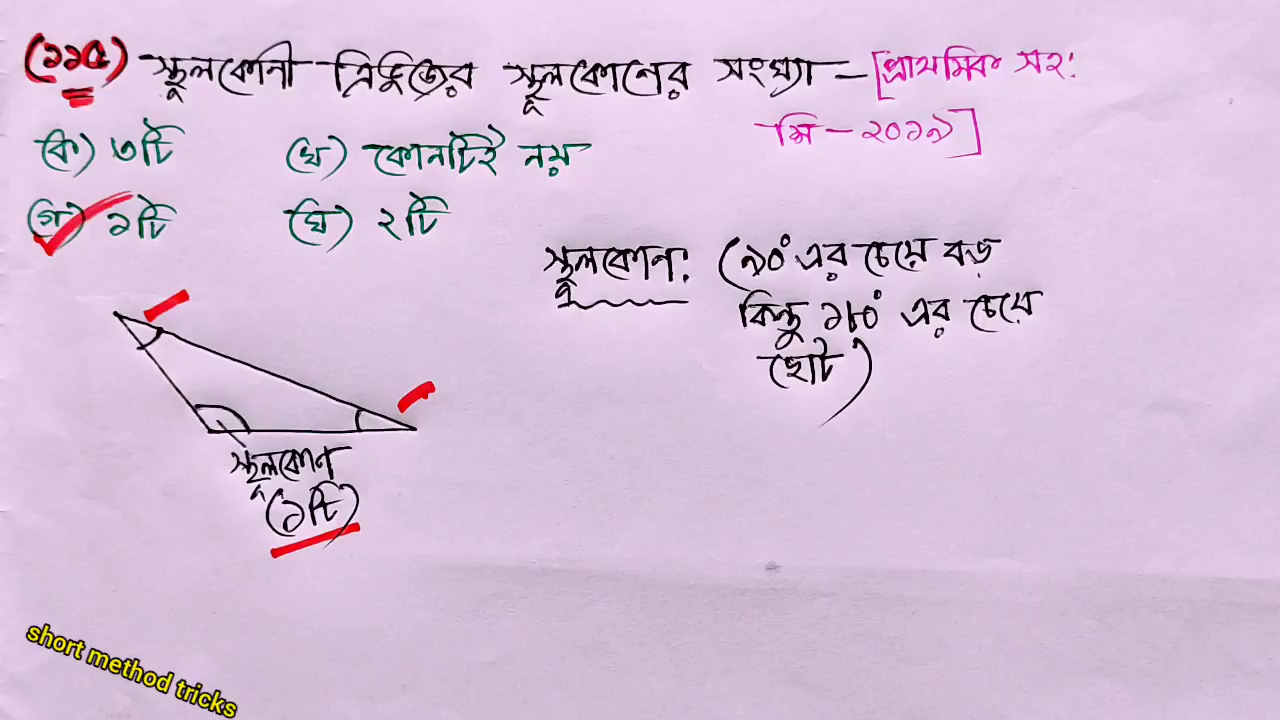 (১১৫) স্থূলকোনী ত্রিভুজের স্থূলকোনের সংখ্যা – [প্রাথমিক সহ:
শি – ২০১৯]
(ক) ৩টি (খ) কোনটিই নয়
(গ) ১টি (ঘ) ২টি
স্থূলকোণ: (৯০° এর চেয়ে বড়
কিন্তু ১৮০° এর চেয়ে
ছোট)
স্থূলকোণ
(১টি)
short method tricks